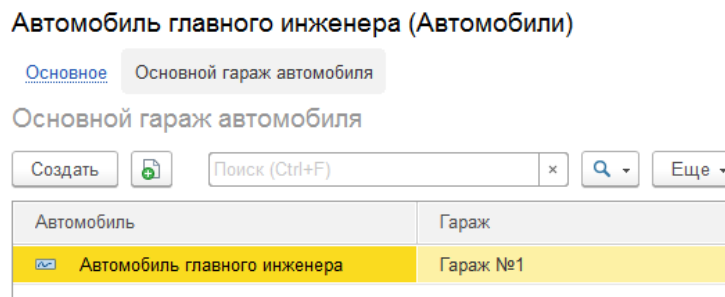 Автомобиль главного инженера (Автомобили)
Основное Основной гараж автомобиля
Основной гараж автомобиля
Создать Поиск (Ctrl+F) × Еще
Автомобиль Гараж
Автомобиль главного инженера Гараж №1